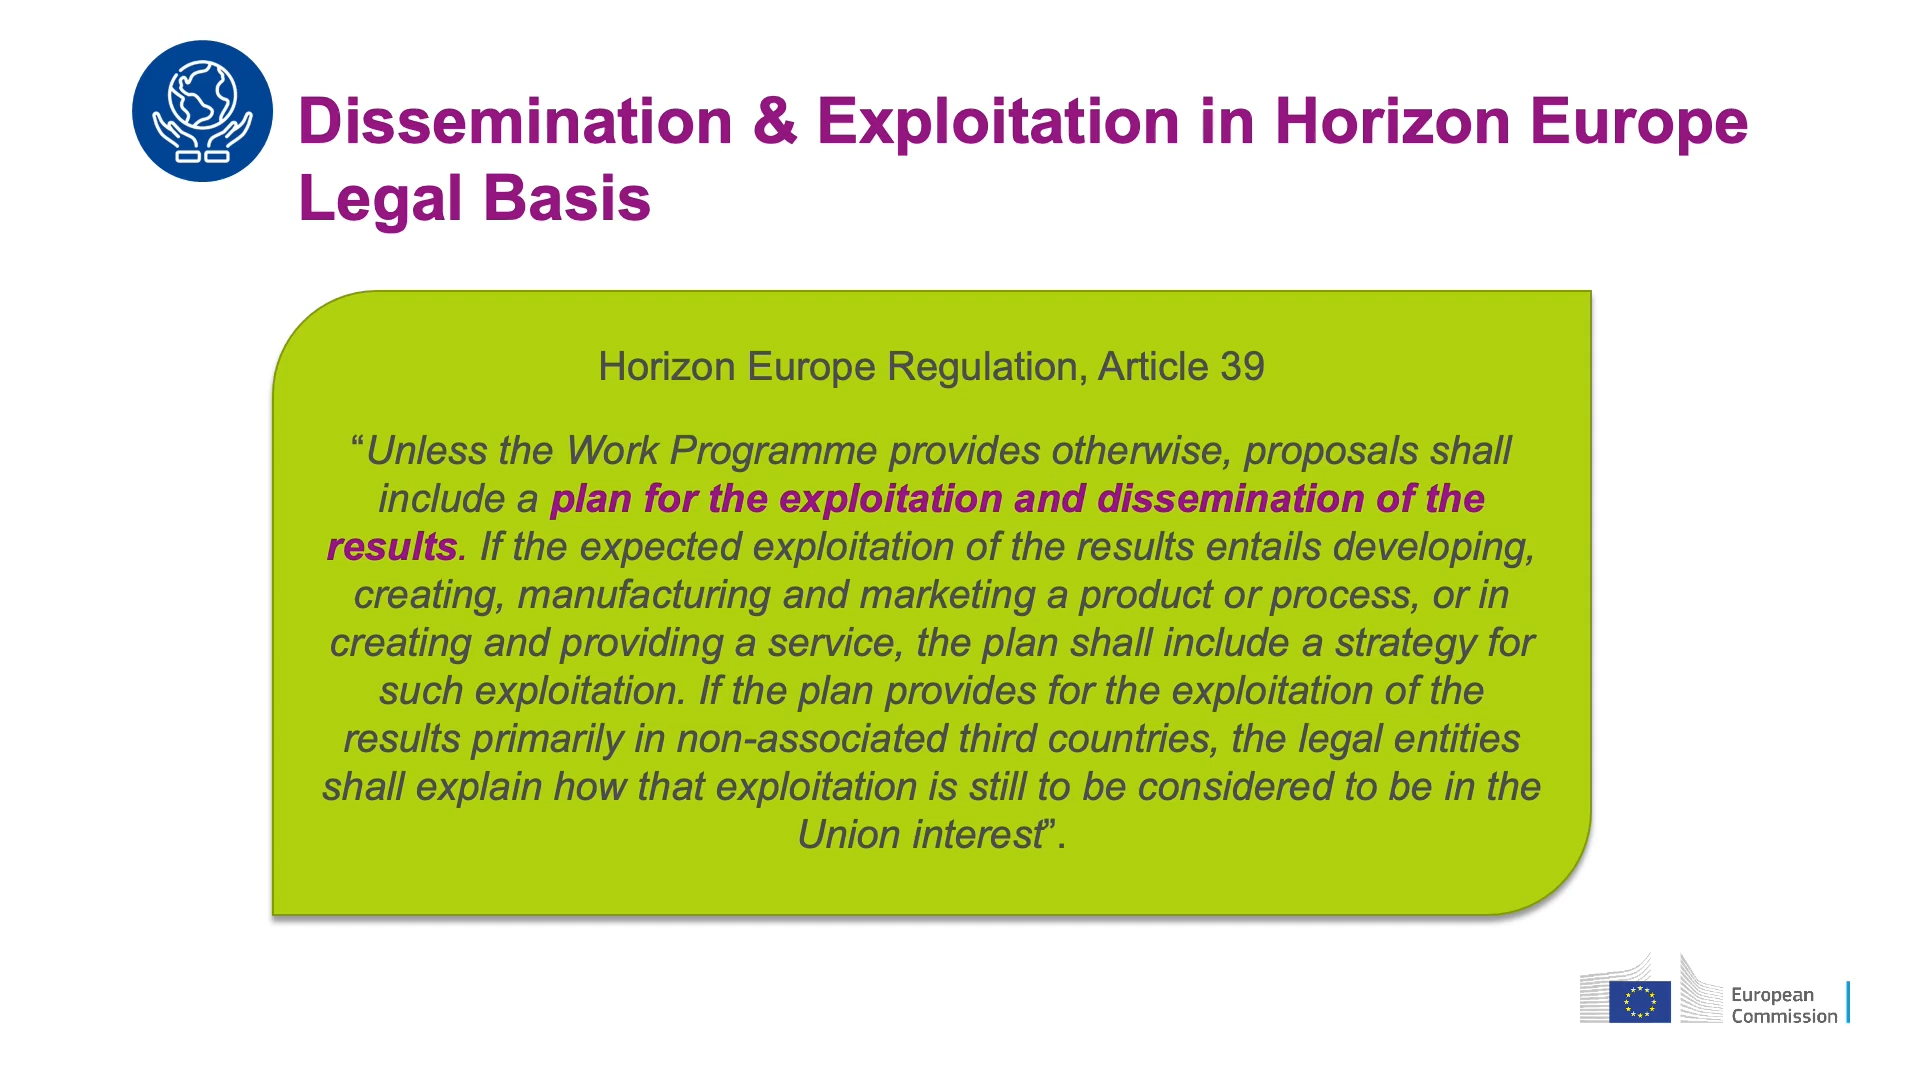 Dissemination & Exploitation in Horizon Europe
Legal Basis
Horizon Europe Regulation, Article 39
“Unless the Work Programme provides otherwise, proposals shall
include a plan for the exploitation and dissemination of the
results. If the expected exploitation of the results entails developing,
creating, manufacturing and marketing a product or process, or in
creating and providing a service, the plan shall include a strategy for
such exploitation. If the plan provides for the exploitation of the
results primarily in non-associated third countries, the legal entities
shall explain how that exploitation is still to be considered to be in the
Union interest”.
European
Commission